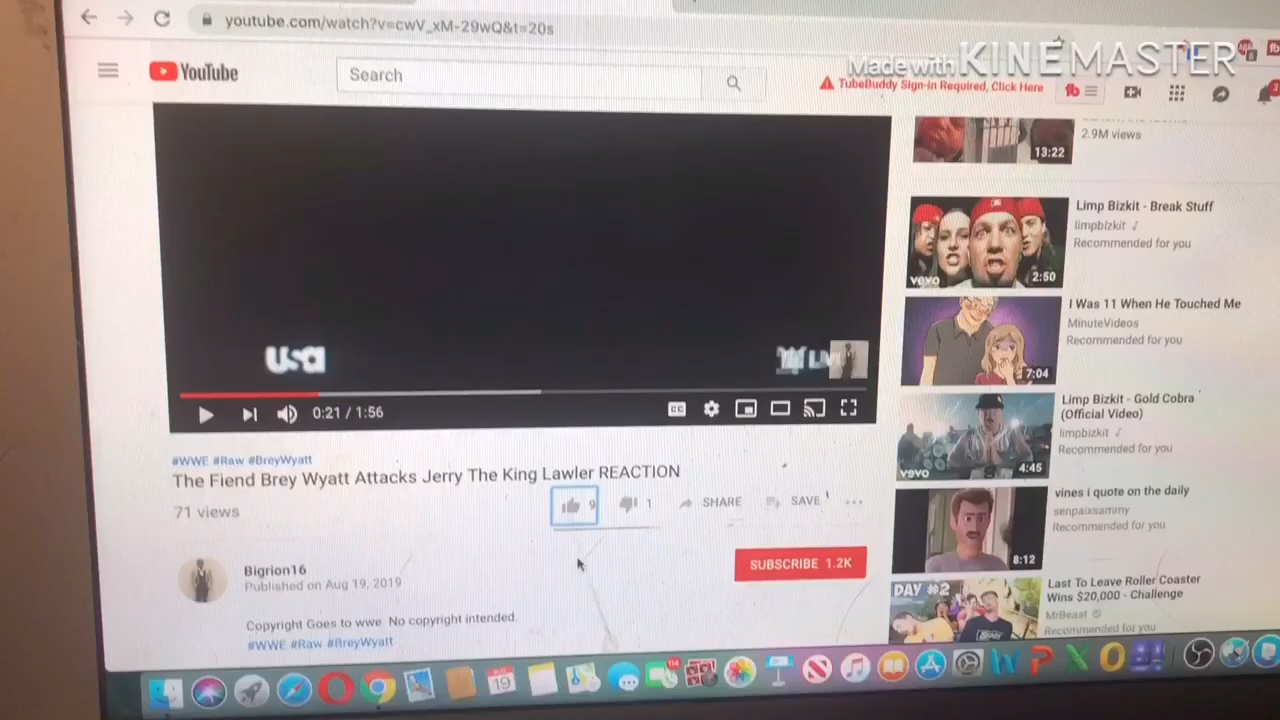 youtube.com/watch?v=cwV_xM-29wQ&t=20s
Made with KINEMASTER
YouTube
Search
TubeBuddy Sign-In Required, Click Here
2.9M views
13:22
Limp Bizkit - Break Stuff
limpbizkit
Recommended for you
vevo
2:50
I Was 11 When He Touched Me
MinuteVideos
Recommended for you
7:04
usa
LIV
CC
0:21 / 1:56
Limp Bizkit - Gold Cobra
(Official Video)
limpbizkit
Recommended for you
vevo
4:45
#WWE #Raw #BreyWyatt
The Fiend Brey Wyatt Attacks Jerry The King Lawler REACTION
71 views
9
1
SHARE
SAVE
vines i quote on the daily
senpaixsammy
Recommended for you
8:12
Bigrion16
Published on Aug 19, 2019
SUBSCRIBE 1.2K
Last To Leave Roller Coaster
Wins $20,000 - Challenge
MrBeast
Recommended for you
DAY #2
Copyright Goes to wwe. No copyright intended.
#WWE #Raw #BreyWyatt
19
114